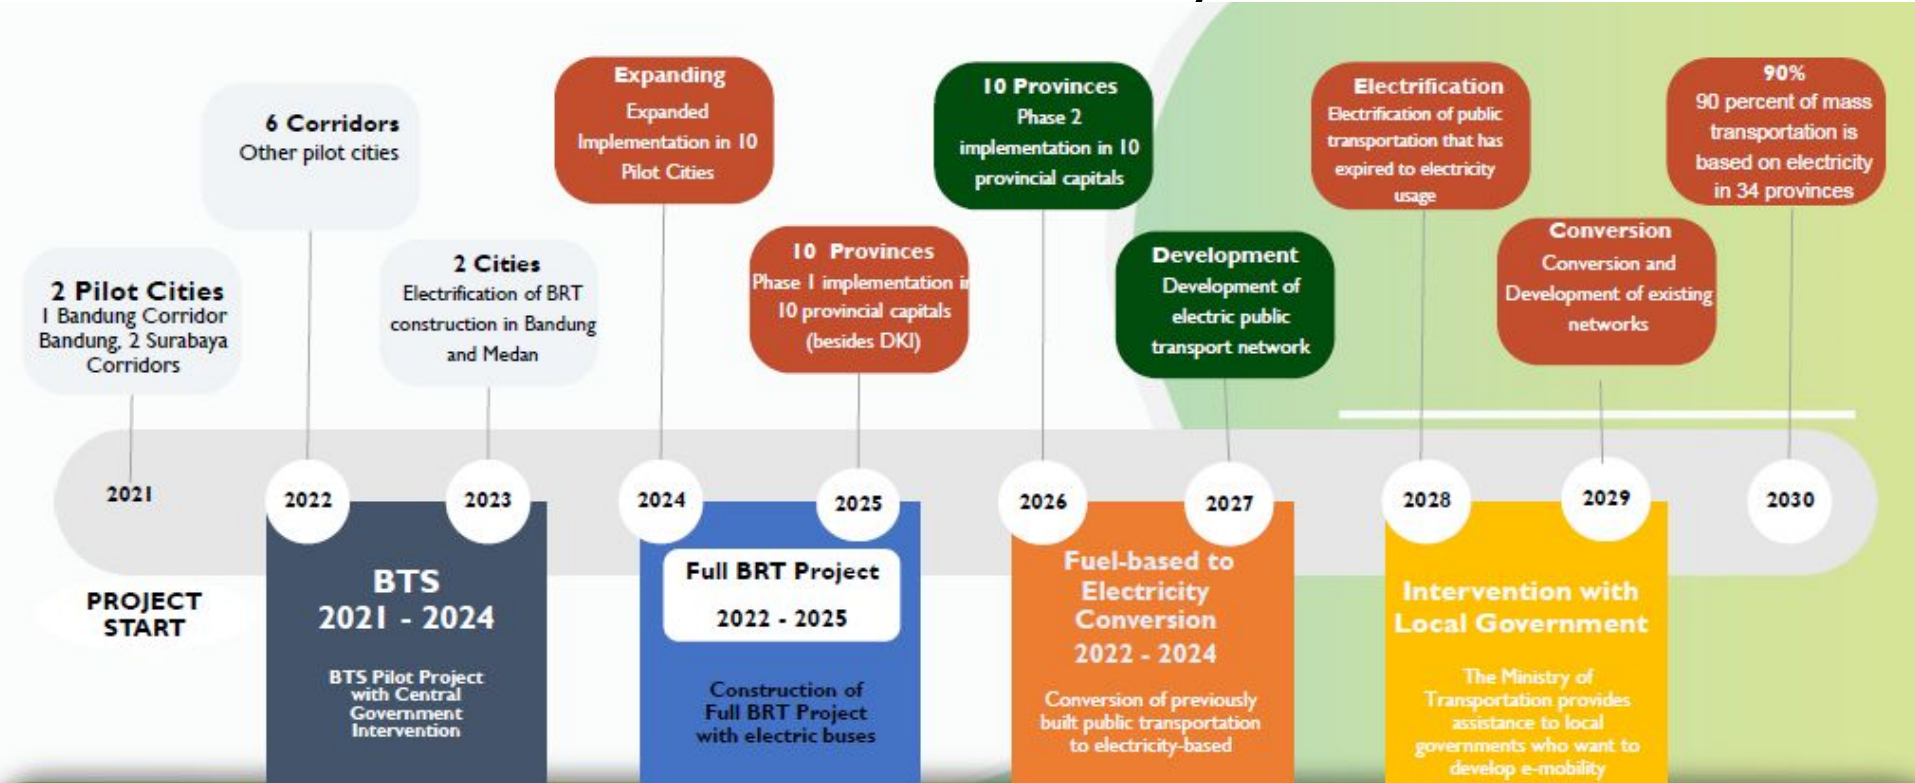 2 Pilot Cities
1 Bandung Corridor
Bandung, 2 Surabaya
Corridors
6 Corridors
Other pilot cities
2 Cities
Electrification of BRT
construction in Bandung
and Medan
Expanding
Expanded
Implementation in 10
Pilot Cities
10 Provinces
Phase 1 implementation in
10 provincial capitals
(besides DKI)
10 Provinces
Phase 2
implementation in 10
provincial capitals
Development
Development of
electric public
transport network
Electrification
Electrification of public
transportation that has
expired to electricity
usage
Conversion
Conversion and
Development of existing
networks
90%
90 percent of mass
transportation is
based on electricity
in 34 provinces
2021
2022
2023
2024
2025
2026
2027
2028
2029
2030
PROJECT
START
BTS
2021 - 2024
BTS Pilot Project
with Central
Government
Intervention
Full BRT Project
2022 - 2025
Construction of
Full BRT Project
with electric buses
Fuel-based to
Electricity
Conversion
2022 - 2024
Conversion of previously
built public transportation
to electricity-based
Intervention with
Local Government
The Ministry of
Transportation provides
assistance to local
governments who want to
develop e-mobility